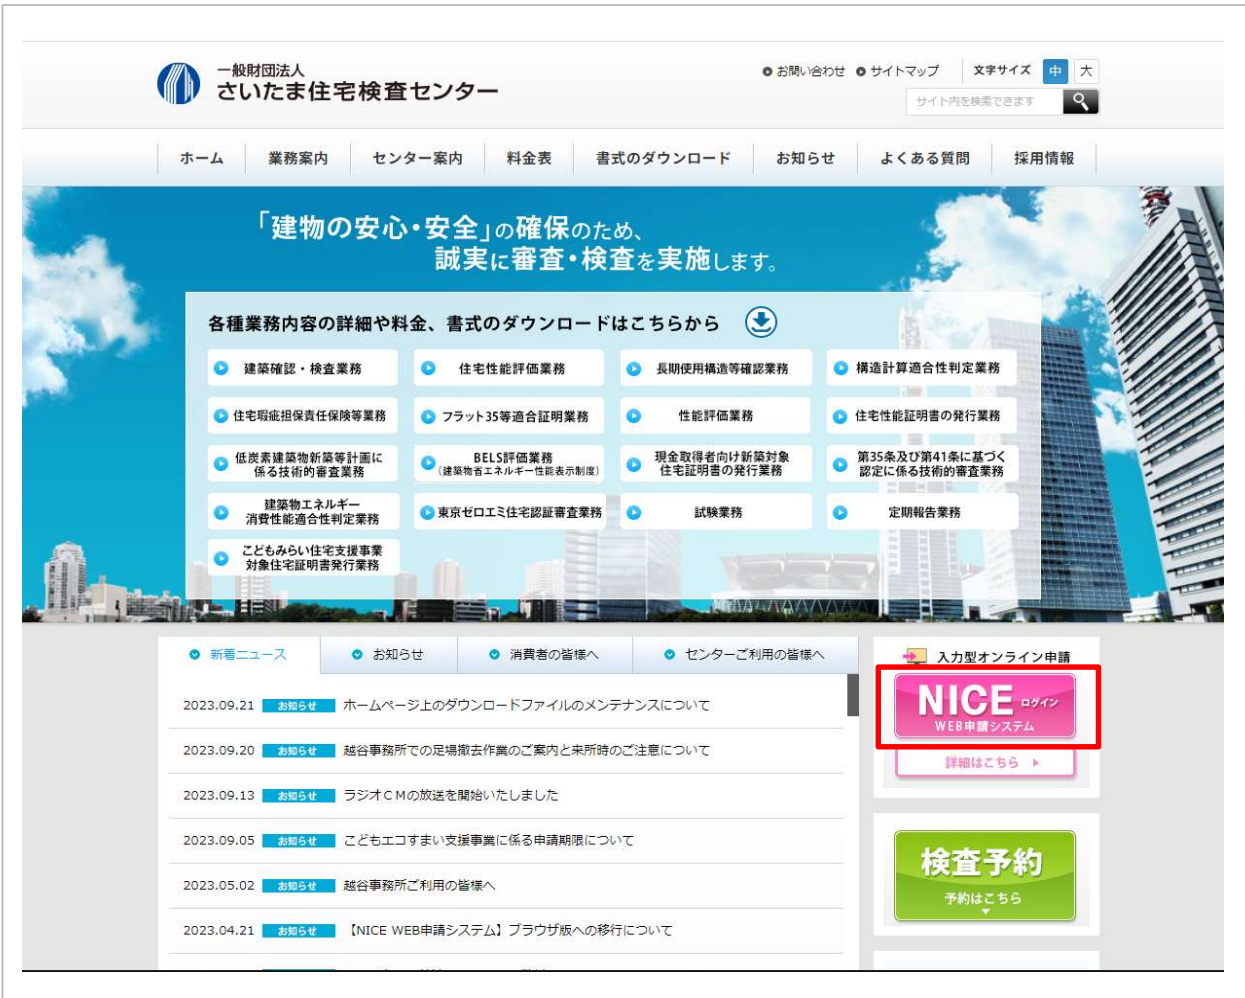 一般財団法人
さいたま住宅検査センター
お問い合わせ サイトマップ 文字サイズ 中 大
サイト内を検索できます
ホーム 業務案内 センター案内 料金表 書式のダウンロード お知らせ よくある質問 採用情報
「建物の安心・安全」の確保のため、
誠実に審査・検査を実施します。
各種業務内容の詳細や料金、書式のダウンロードはこちらから
建築確認・検査業務
住宅性能評価業務
長期使用構造等確認業務
構造計算適合性判定業務
住宅瑕疵担保責任保険等業務
フラット35等適合証明業務
性能評価業務
住宅性能証明書の発行業務
低炭素建築物新築等計画に
係る技術的審査業務
BELS評価業務
(建築物省エネルギー性能表示制度)
現金取得者向け新築対象
住宅証明書の発行業務
第35条及び第41条に基づく
認定に係る技術的審査業務
建築物エネルギー
消費性能適合性判定業務
東京ゼロエミ住宅認証審査業務
試験業務
定期報告業務
こどもみらい住宅支援事業
対象住宅証明書発行業務
新着ニュース お知らせ 消費者の皆様へ センターご利用の皆様へ
2023.09.21 お知らせ ホームページ上のダウンロードファイルのメンテナンスについて
2023.09.20 お知らせ 越谷事務所での足場撤去作業のご案内と来所時のご注意について
2023.09.13 お知らせ ラジオＣＭの放送を開始いたしました
2023.09.05 お知らせ こどもエコすまい支援事業に係る申請期限について
2023.05.02 お知らせ 越谷事務所ご利用の皆様へ
2023.04.21 お知らせ 【NICE WEB申請システム】ブラウザ版への移行について
入力型オンライン申請
NICE ログイン
WEB申請システム
詳細はこちら
検査予約
予約はこちら